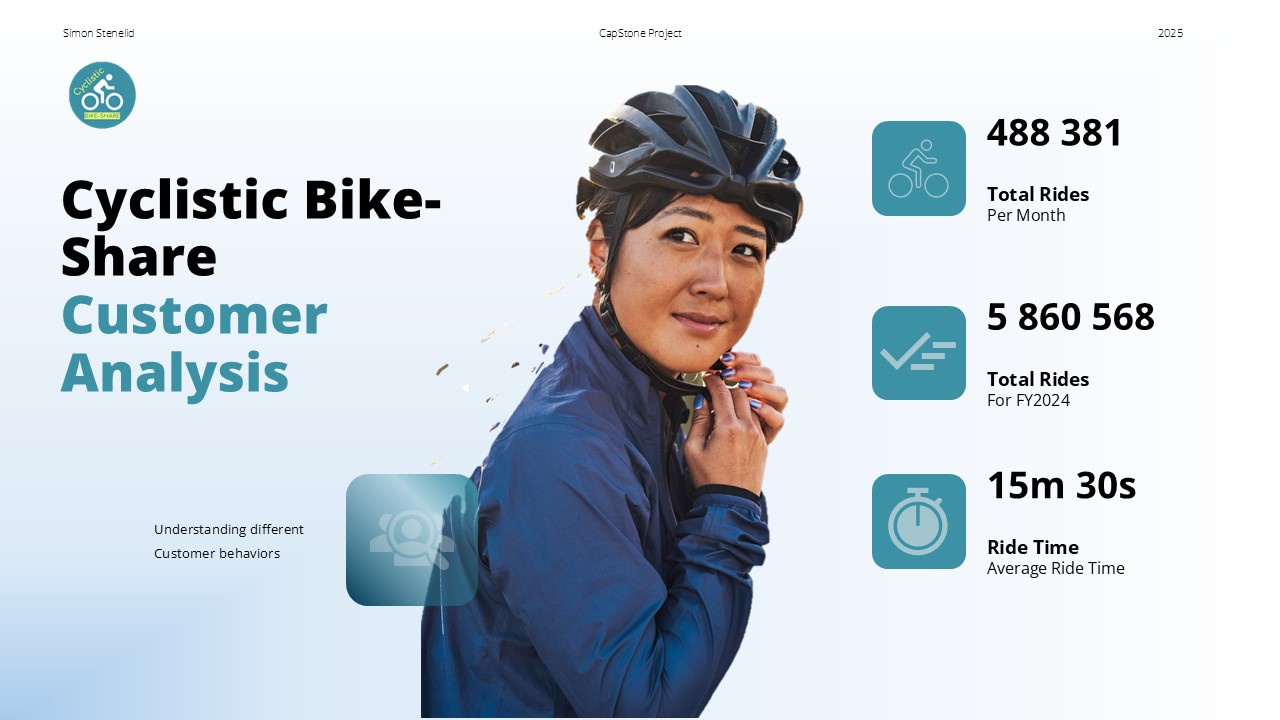 Simon Stenelid
CapStone Project
2025
Cyclistic
BIKE-SHARE
Cyclistic Bike-
Share
Customer
Analysis
Understanding different
Customer behaviors
488 381
Total Rides
Per Month
5 860 568
Total Rides
For FY2024
15m 30s
Ride Time
Average Ride Time